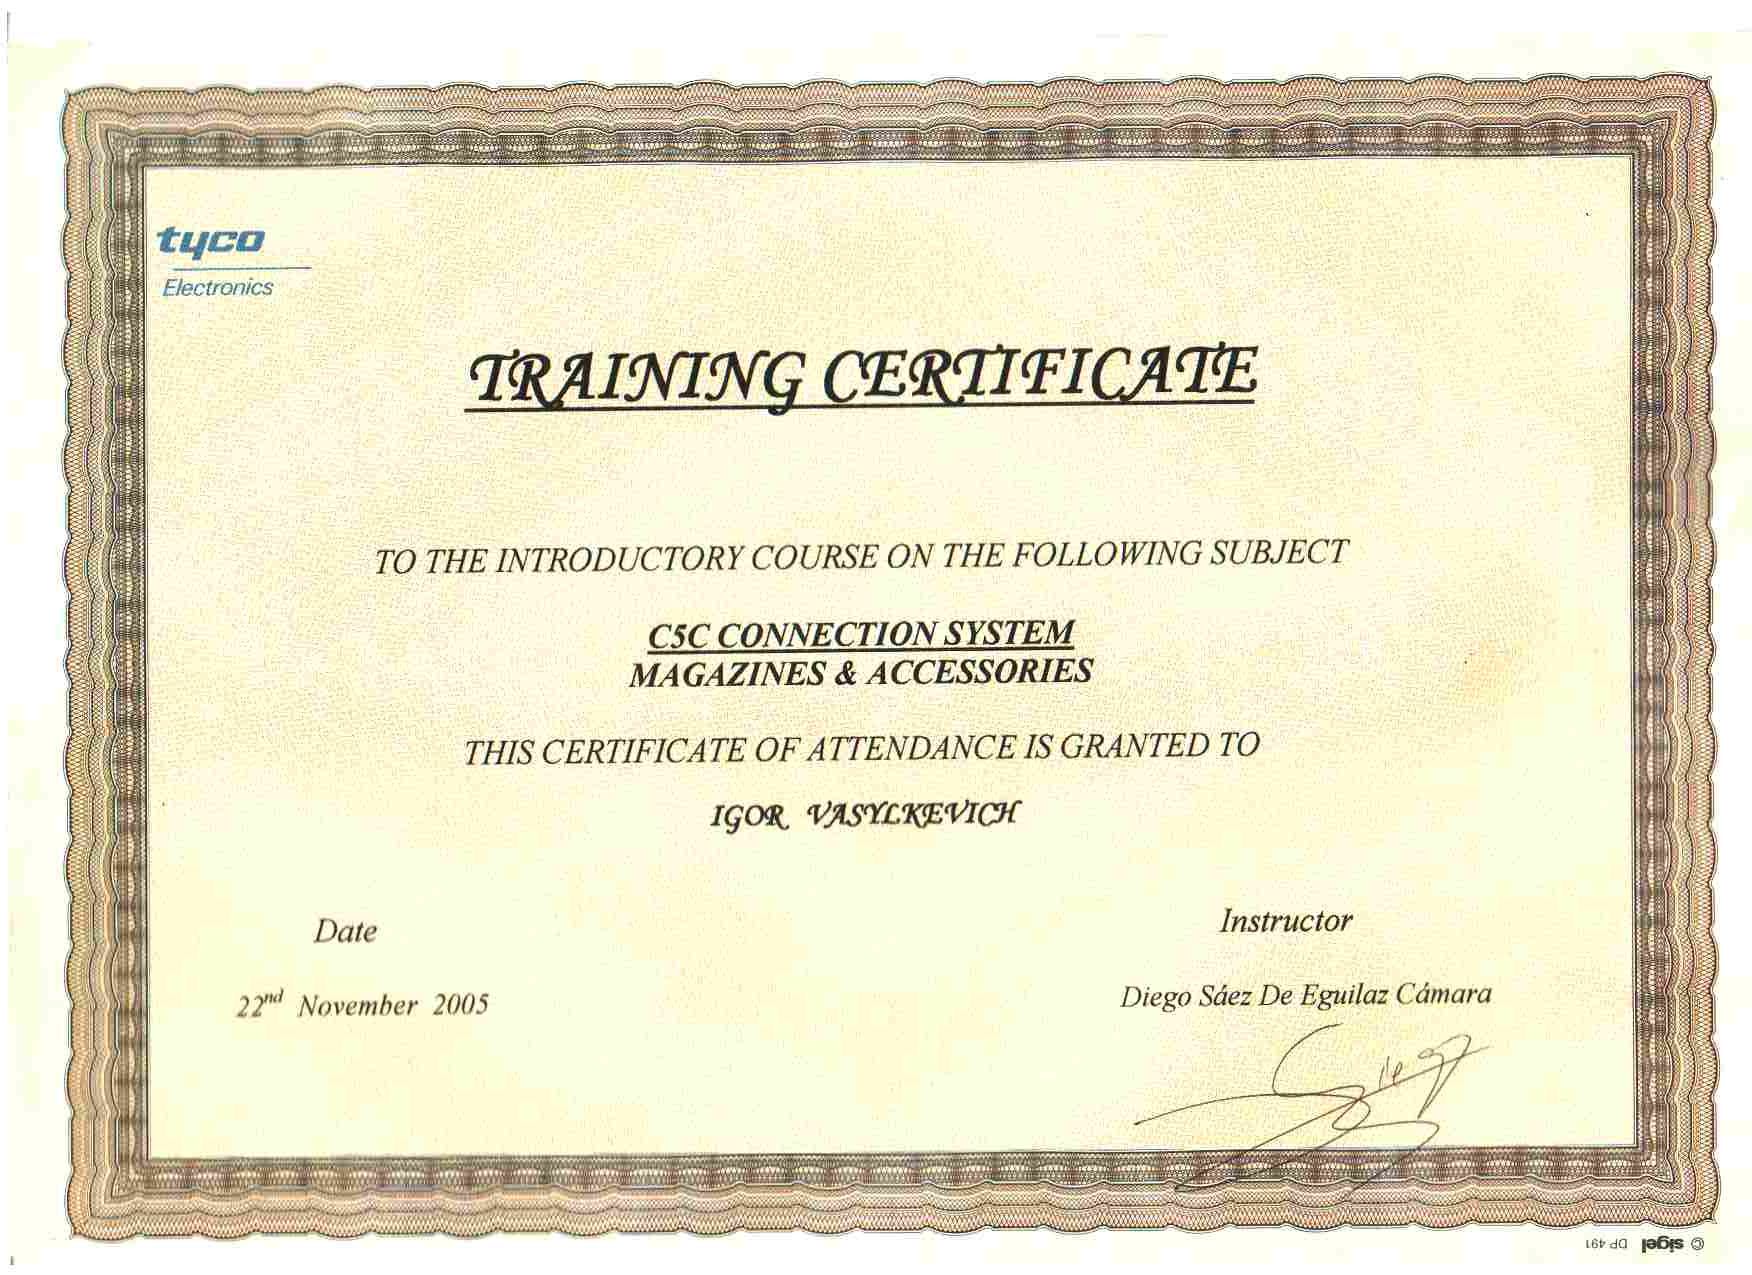 tyco
Electronics
TRAINING CERTIFICATE
TO THE INTRODUCTORY COURSE ON THE FOLLOWING SUBJECT
C5C CONNECTION SYSTEM
MAGAZINES & ACCESSORIES
THIS CERTIFICATE OF ATTENDANCE IS GRANTED TO
IGOR VASYLKEVICH
Date
Instructor
22nd November 2005
Diego Sáez De Eguilaz Cámara
Diego
© sigel DP 491